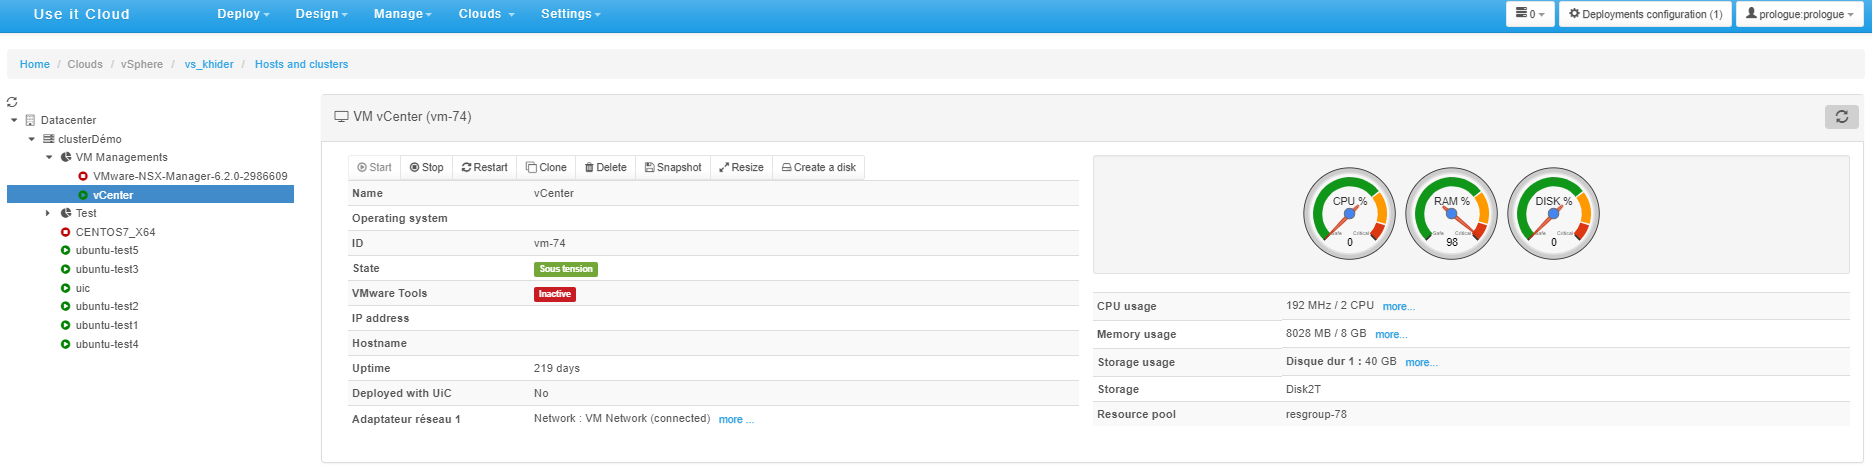 Use it Cloud Deploy Design Manage Clouds Settings 0 Deployments configuration (1) prologue:prologue
Home / Clouds / vSphere / vs_khider / Hosts and clusters
Datacenter
clusterDémo
VM Managements
VMware-NSX-Manager-6.2.0-2986609
vCenter
Test
CENTOS7_X64
ubuntu-test5
ubuntu-test3
uic
ubuntu-test2
ubuntu-test1
ubuntu-test4
VM vCenter (vm-74)
Start Stop Restart Clone Delete Snapshot Resize Create a disk
Name vCenter
Operating system
ID vm-74
State Sous tension
VMware Tools Inactive
IP address
Hostname
Uptime 219 days
Deployed with UiC No
Adaptateur réseau 1 Network : VM Network (connected) more ...
CPU % RAM % DISK %
Safe Critical Safe Critical Safe Critical
0 98 0
CPU usage 192 MHz / 2 CPU more...
Memory usage 8028 MB / 8 GB more...
Storage usage Disque dur 1 : 40 GB more...
Storage Disk2T
Resource pool resgroup-78